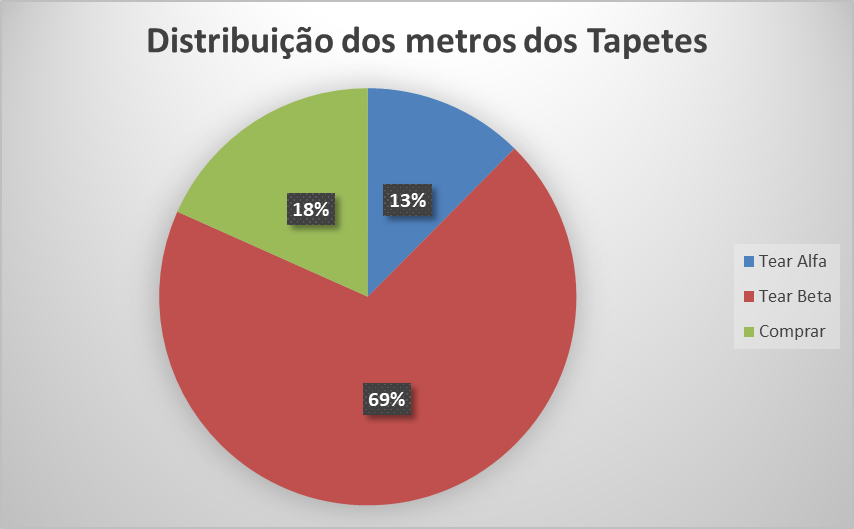 Distribuição dos metros dos Tapetes
13%
18%
69%
Tear Alfa
Tear Beta
Comprar